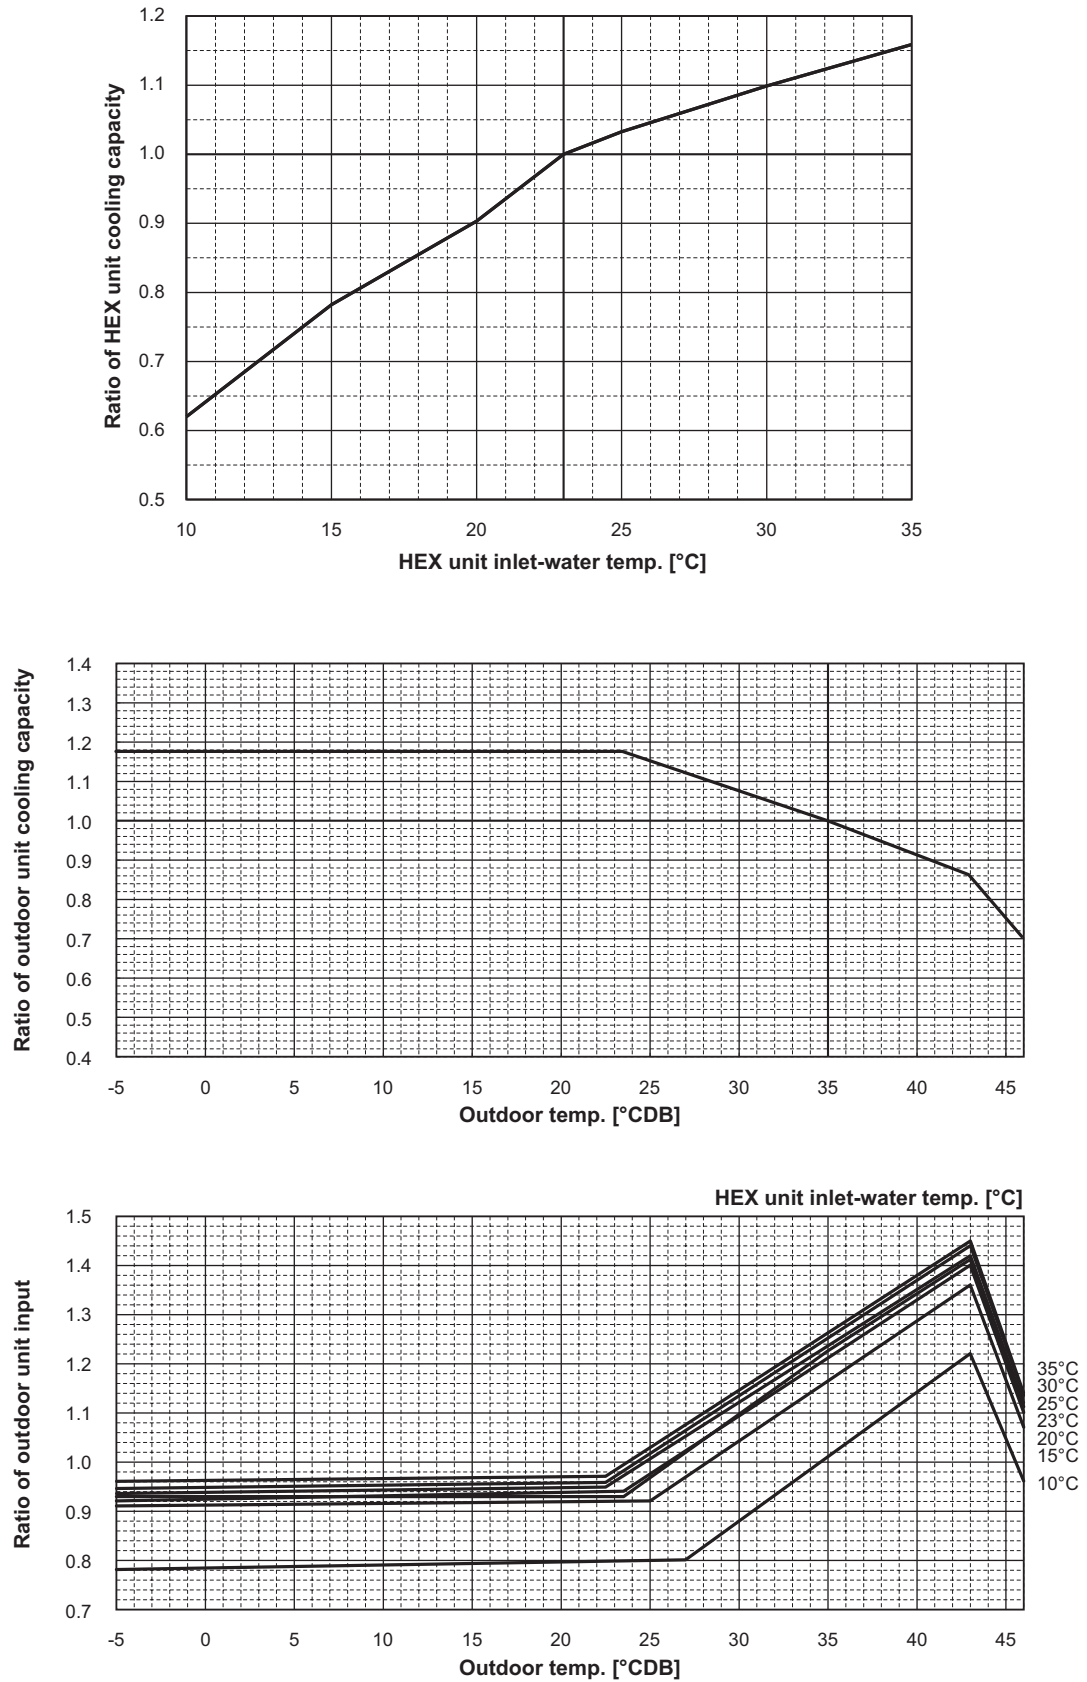 Ratio of HEX unit cooling capacity
1.2
1.1
1.0
0.9
0.8
0.7
0.6
0.5
10 15 20 25 30 35
HEX unit inlet-water temp. [°C]
Ratio of outdoor unit cooling capacity
1.4
1.3
1.2
1.1
1.0
0.9
0.8
0.7
0.6
0.5
0.4
-5 0 5 10 15 20 25 30 35 40 45
Outdoor temp. [°CDB]
HEX unit inlet-water temp. [°C]
Ratio of outdoor unit input
1.5
1.4
1.3
1.2
1.1
1.0
0.9
0.8
0.7
35°C
30°C
25°C
23°C
20°C
15°C
10°C
-5 0 5 10 15 20 25 30 35 40 45
Outdoor temp. [°CDB]